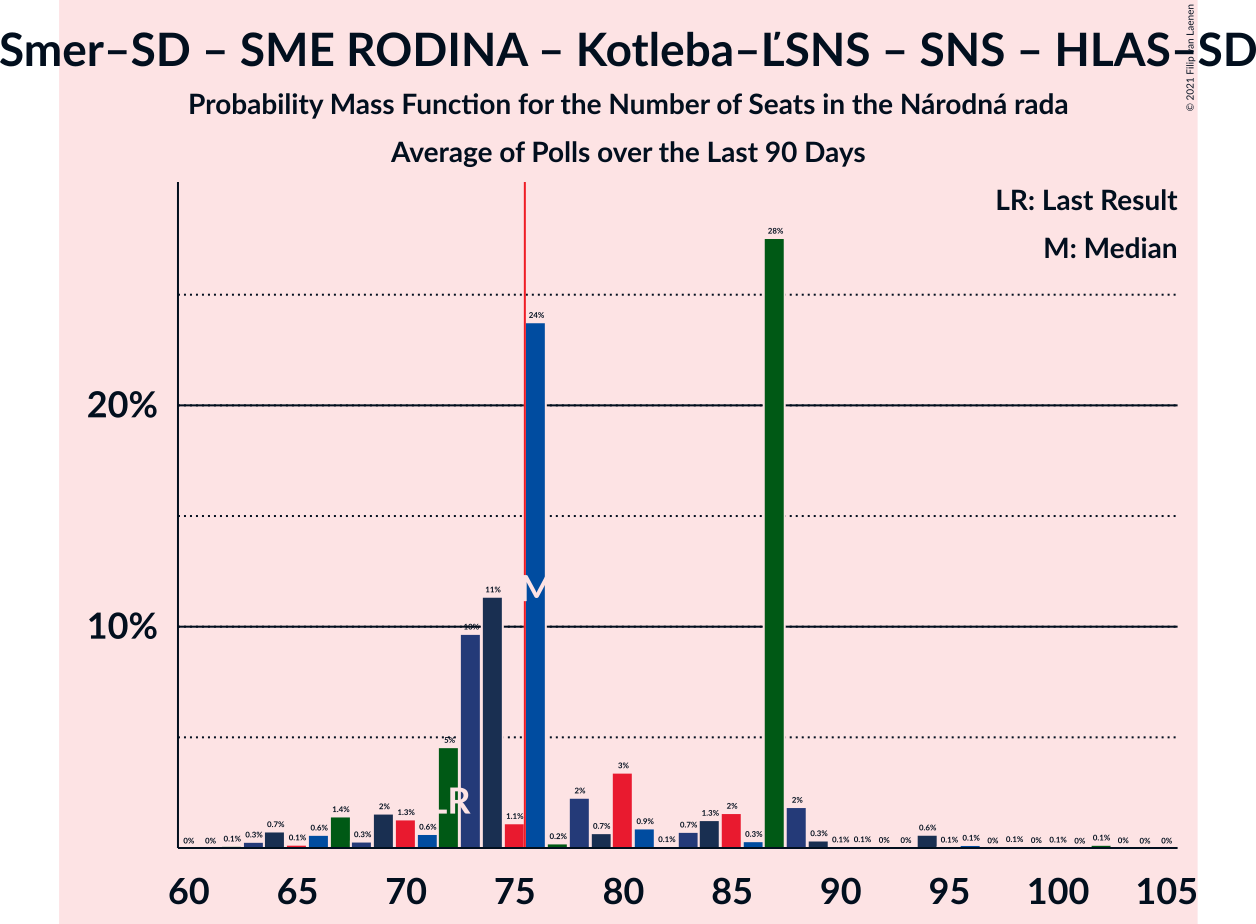 Smer–SD – SME RODINA – Kotleba–ĽSNS – SNS – HLAS–SD
© 2021 Filip van Laenen
Probability Mass Function for the Number of Seats in the Národná rada
Average of Polls over the Last 90 Days
LR: Last Result
M: Median
20%
10%
0% 0% 0.1% 0.3% 0.7% 0.1% 0.6% 1.4% 0.3% 2% 1.3% 0.6% 5% 10% 11% 1.1% 24% 0.2% 2% 0.7% 3% 0.9% 0.1% 0.7% 1.3% 2% 0.3% 28% 2% 0.3% 0.1% 0.1% 0% 0% 0.6% 0.1% 0.1% 0% 0.1% 0% 0.1% 0% 0.1% 0% 0% 0%
LR
M
60 65 70 75 80 85 90 95 100 105